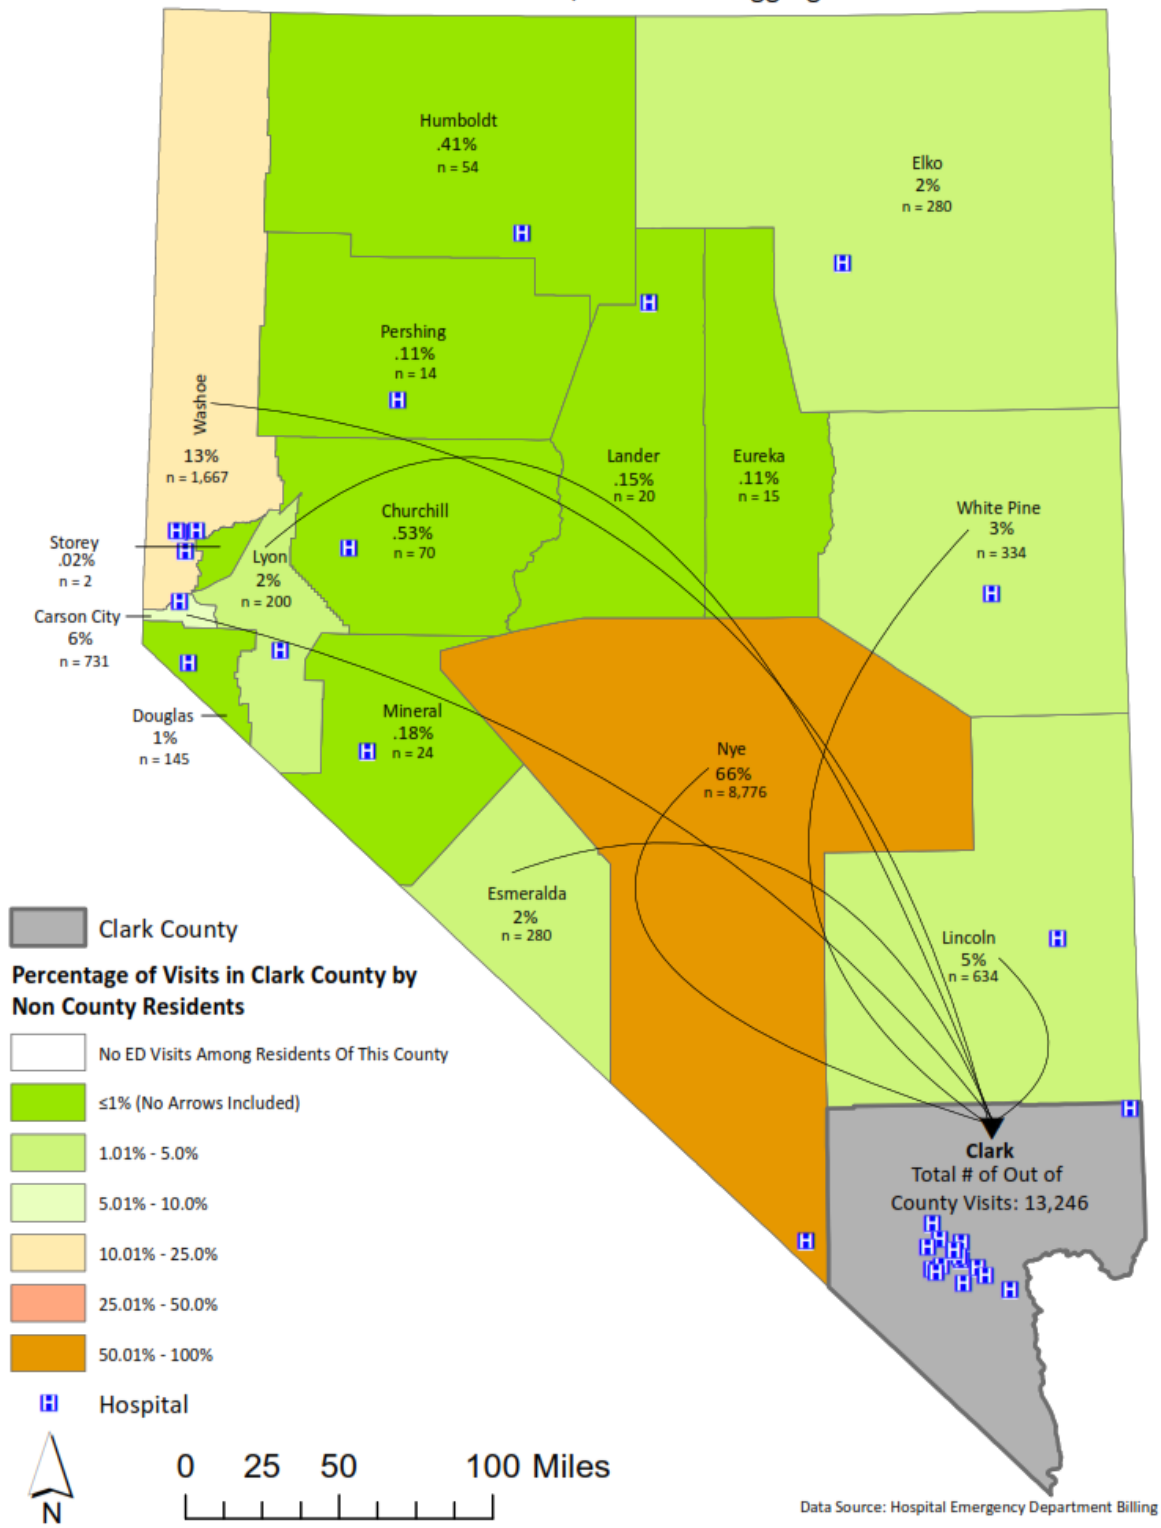 Humboldt
.41%
n = 54
Elko
2%
n = 280
Pershing
.11%
n = 14
Washoe
13%
n = 1,667
Lander
.15%
n = 20
Eureka
.11%
n = 15
Churchill
.53%
n = 70
White Pine
3%
n = 334
Storey
.02%
n = 2
Lyon
2%
n = 200
Carson City
6%
n = 731
Douglas
1%
n = 145
Mineral
.18%
n = 24
Nye
66%
n = 8,776
Esmeralda
2%
n = 280
Lincoln
5%
n = 634
Clark
Total # of Out of
County Visits: 13,246
Clark County
Percentage of Visits in Clark County by
Non County Residents
No ED Visits Among Residents Of This County
≤1% (No Arrows Included)
1.01% - 5.0%
5.01% - 10.0%
10.01% - 25.0%
25.01% - 50.0%
50.01% - 100%
H Hospital
N
0 25 50 100 Miles
Data Source: Hospital Emergency Department Billing